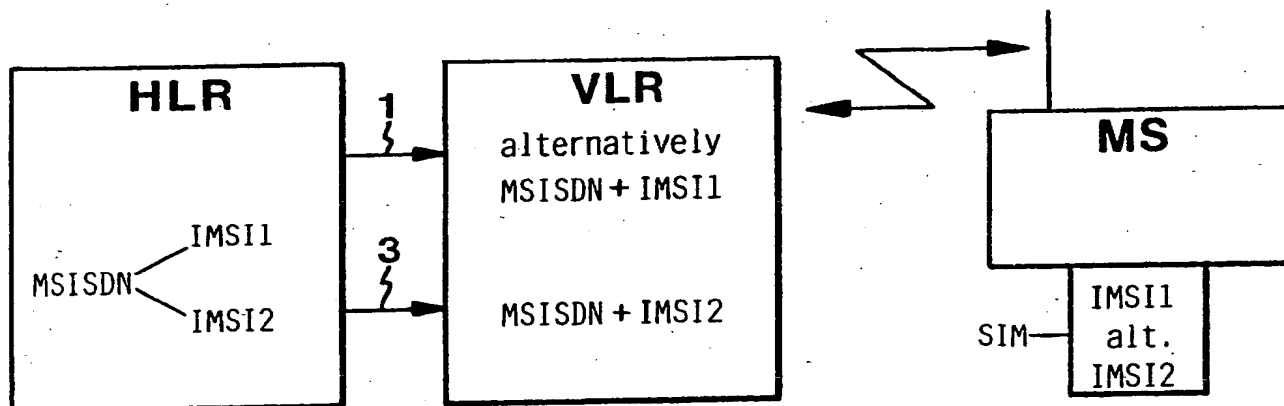 HLR
1
VLR
alternatively
MSISDN + IMSI1
MS
IMSI1
MSISDN
IMSI2
3
MSISDN + IMSI2
SIM
IMSI1
alt.
IMSI2